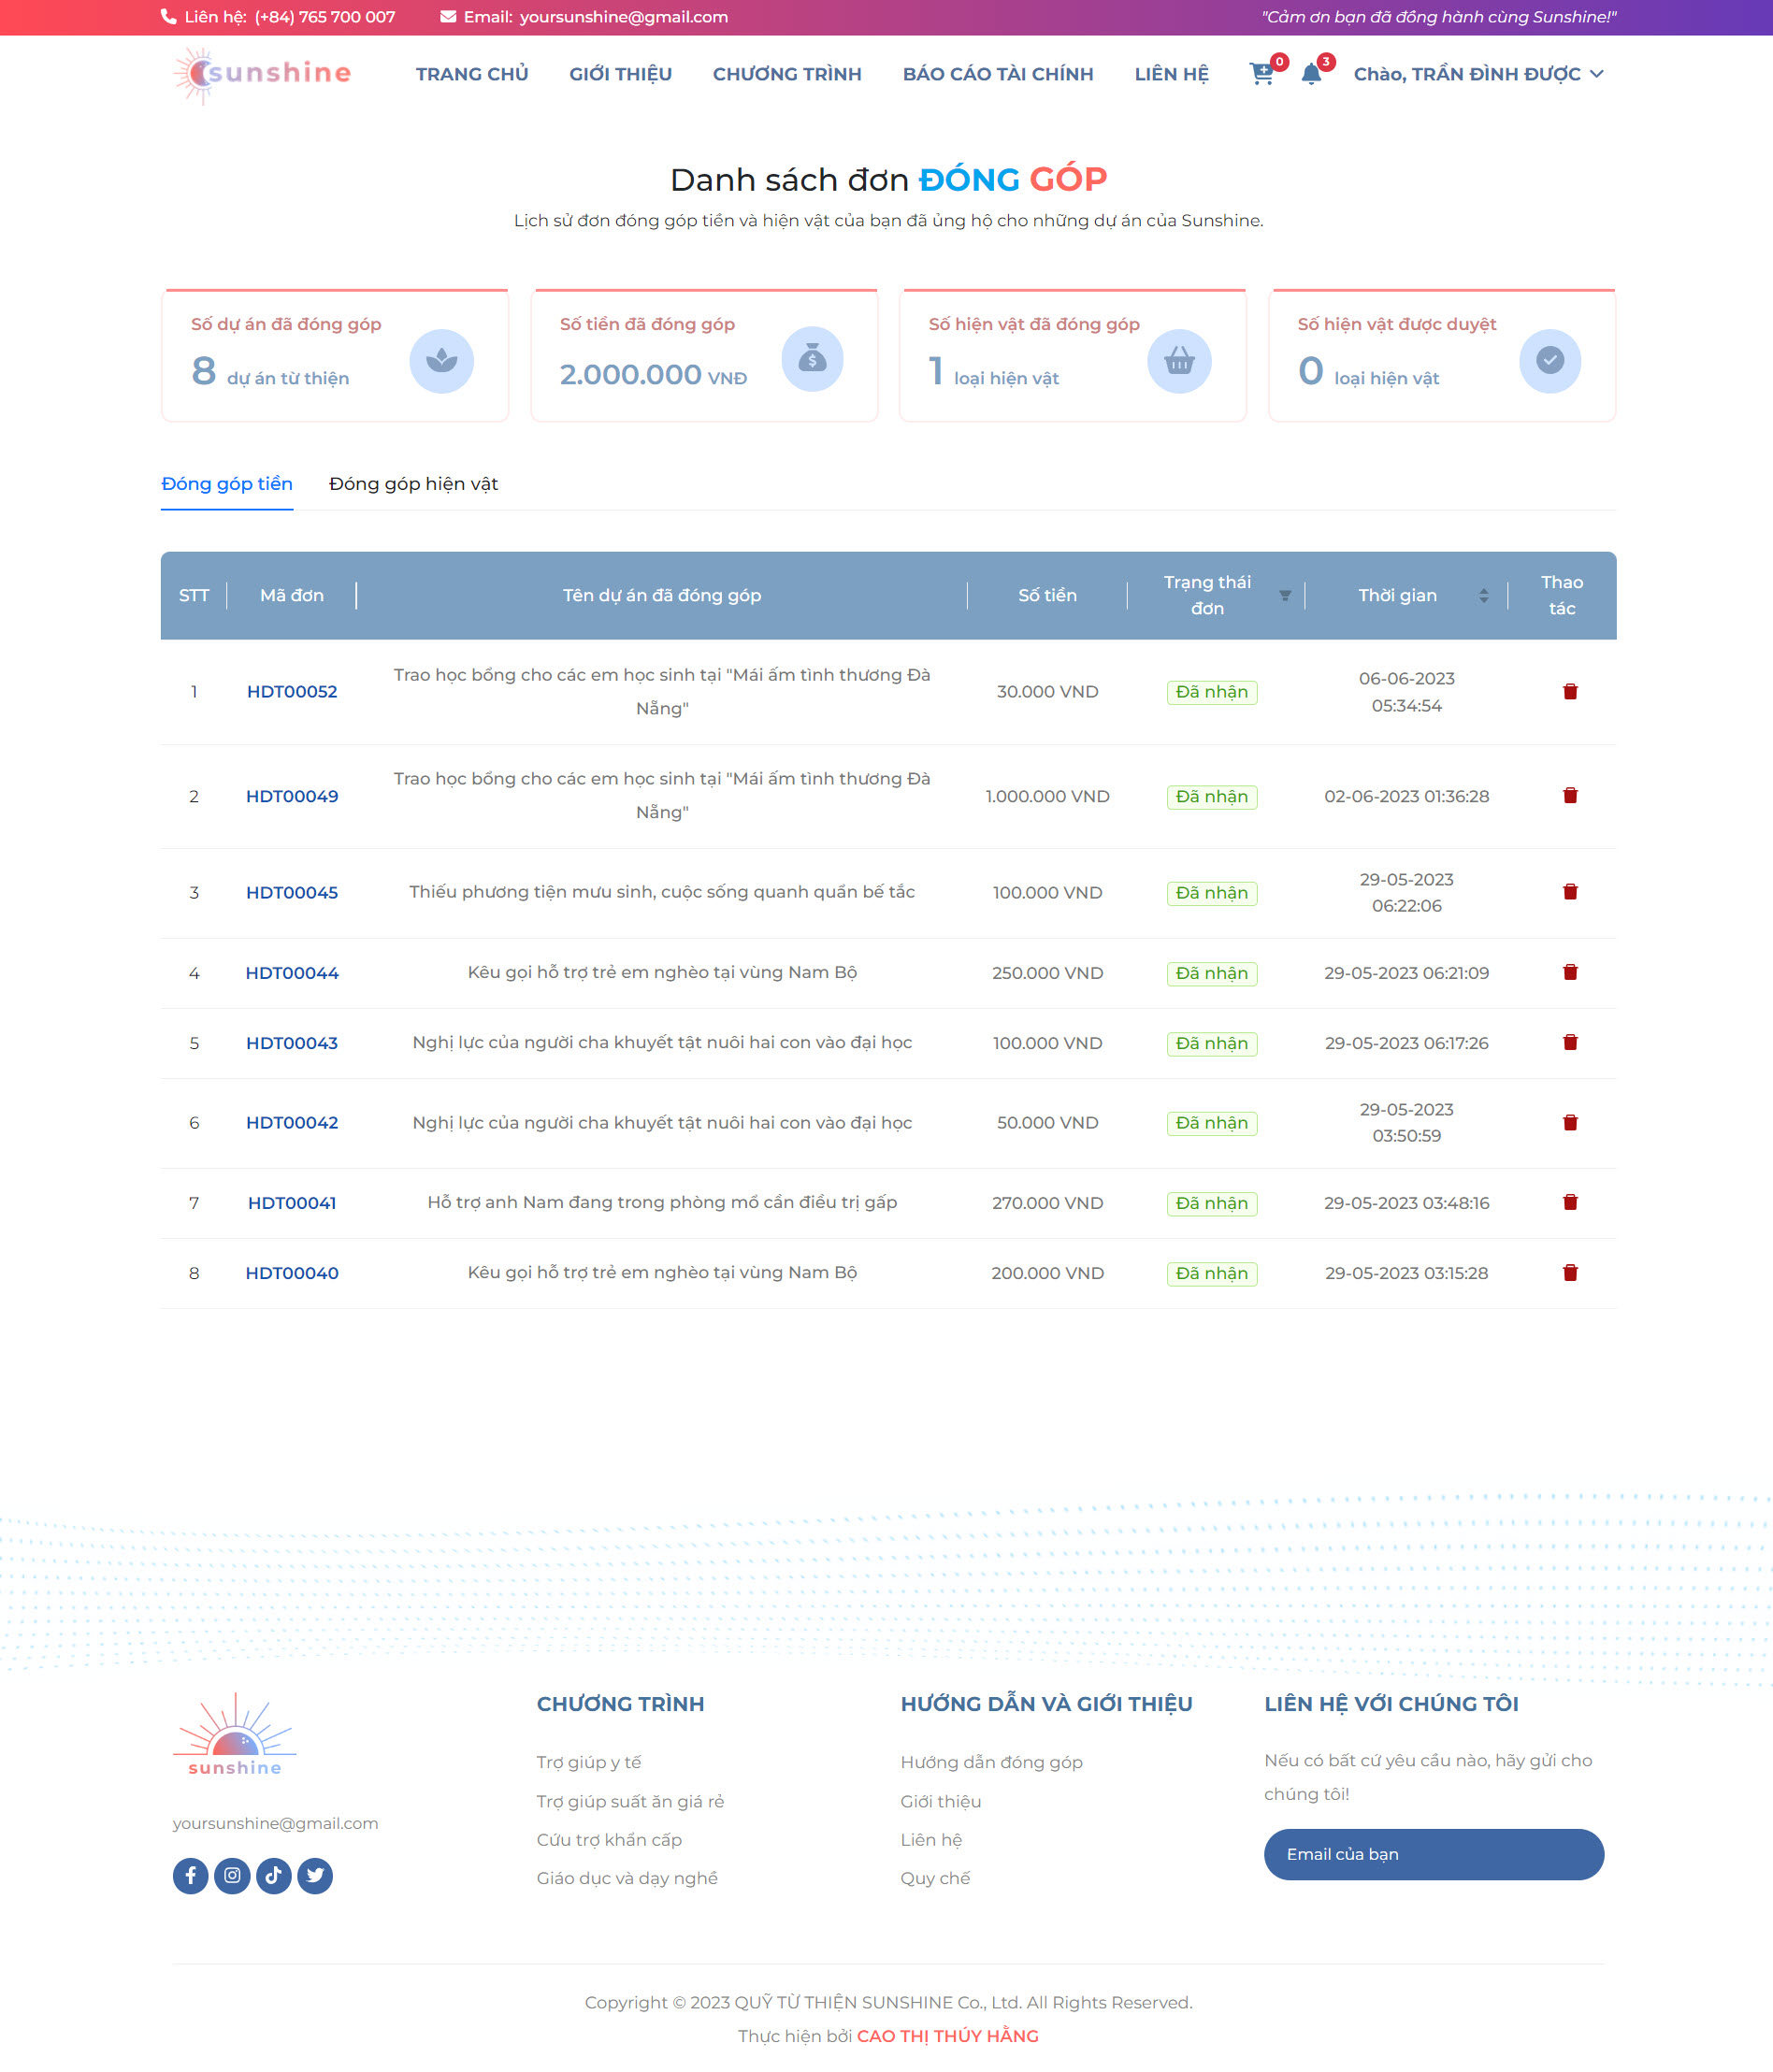 Liên hệ: (+84) 765 700 007 Email: yoursunshine@gmail.com "Cảm ơn bạn đã đồng hành cùng Sunshine!"
sunshine TRANG CHỦ GIỚI THIỆU CHƯƠNG TRÌNH BÁO CÁO TÀI CHÍNH LIÊN HỆ 0 3 Chào, TRẦN ĐÌNH ĐƯỢC
Danh sách đơn ĐÓNG GÓP
Lịch sử đơn đóng góp tiền và hiện vật của bạn đã ủng hộ cho những dự án của Sunshine.
Số dự án đã đóng góp
8 dự án từ thiện
Số tiền đã đóng góp
2.000.000 VNĐ
Số hiện vật đã đóng góp
1 loại hiện vật
Số hiện vật được duyệt
0 loại hiện vật
Đóng góp tiền Đóng góp hiện vật
STT Mã đơn Tên dự án đã đóng góp Số tiền Trạng thái đơn Thời gian Thao tác
1 HDT00052 Trao học bổng cho các em học sinh tại "Mái ấm tình thương Đà Nẵng" 30.000 VND Đã nhận 06-06-2023 05:34:54
2 HDT00049 Trao học bổng cho các em học sinh tại "Mái ấm tình thương Đà Nẵng" 1.000.000 VND Đã nhận 02-06-2023 01:36:28
3 HDT00045 Thiếu phương tiện mưu sinh, cuộc sống quanh quẩn bế tắc 100.000 VND Đã nhận 29-05-2023 06:22:06
4 HDT00044 Kêu gọi hỗ trợ trẻ em nghèo tại vùng Nam Bộ 250.000 VND Đã nhận 29-05-2023 06:21:09
5 HDT00043 Nghị lực của người cha khuyết tật nuôi hai con vào đại học 100.000 VND Đã nhận 29-05-2023 06:17:26
6 HDT00042 Nghị lực của người cha khuyết tật nuôi hai con vào đại học 50.000 VND Đã nhận 29-05-2023 03:50:59
7 HDT00041 Hỗ trợ anh Nam đang trong phòng mổ cần điều trị gấp 270.000 VND Đã nhận 29-05-2023 03:48:16
8 HDT00040 Kêu gọi hỗ trợ trẻ em nghèo tại vùng Nam Bộ 200.000 VND Đã nhận 29-05-2023 03:15:28
sunshine
yoursunshine@gmail.com
CHƯƠNG TRÌNH
Trợ giúp y tế
Trợ giúp suất ăn giá rẻ
Cứu trợ khẩn cấp
Giáo dục và dạy nghề
HƯỚNG DẪN VÀ GIỚI THIỆU
Hướng dẫn đóng góp
Giới thiệu
Liên hệ
Quy chế
LIÊN HỆ VỚI CHÚNG TÔI
Nếu có bất cứ yêu cầu nào, hãy gửi cho
chúng tôi!
Email của bạn
Copyright © 2023 QUỸ TỪ THIỆN SUNSHINE Co., Ltd. All Rights Reserved.
Thực hiện bởi CAO THỊ THÚY HẰNG